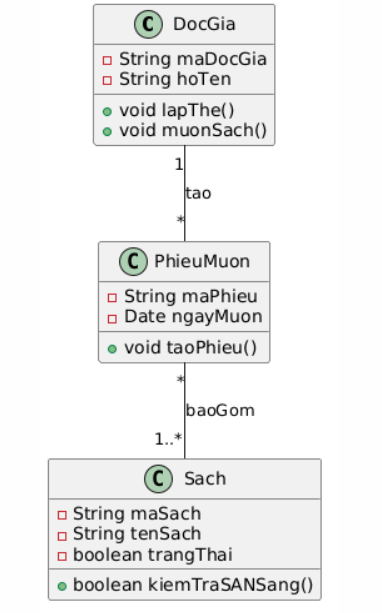 C DocGia
String maDocGia
String hoTen
void lapThe()
void muonSach()
1
tao
*
C PhieuMuon
String maPhieu
Date ngayMuon
void taoPhieu()
*
baoGom
1..*
C Sach
String maSach
String tenSach
boolean trangThai
boolean kiemTraSANSang()